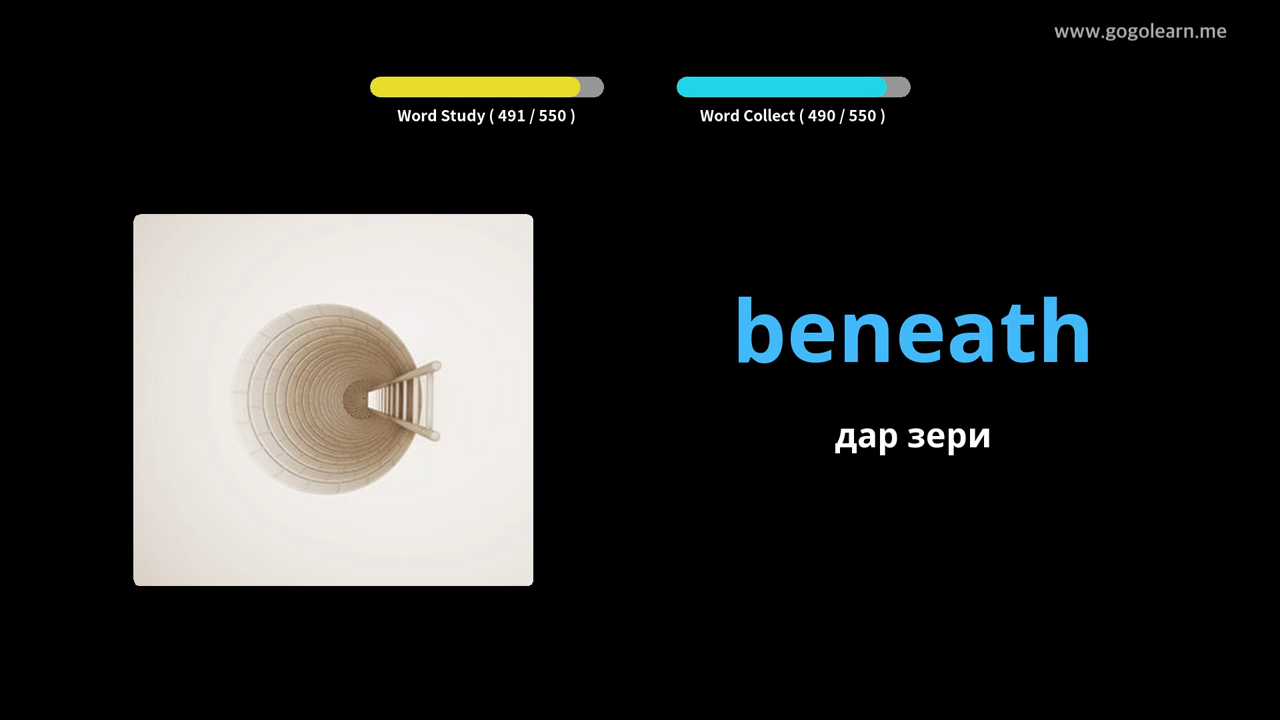 www.gogolearn.me
Word Study ( 491 / 550 )
Word Collect ( 490 / 550 )
beneath
дар зери